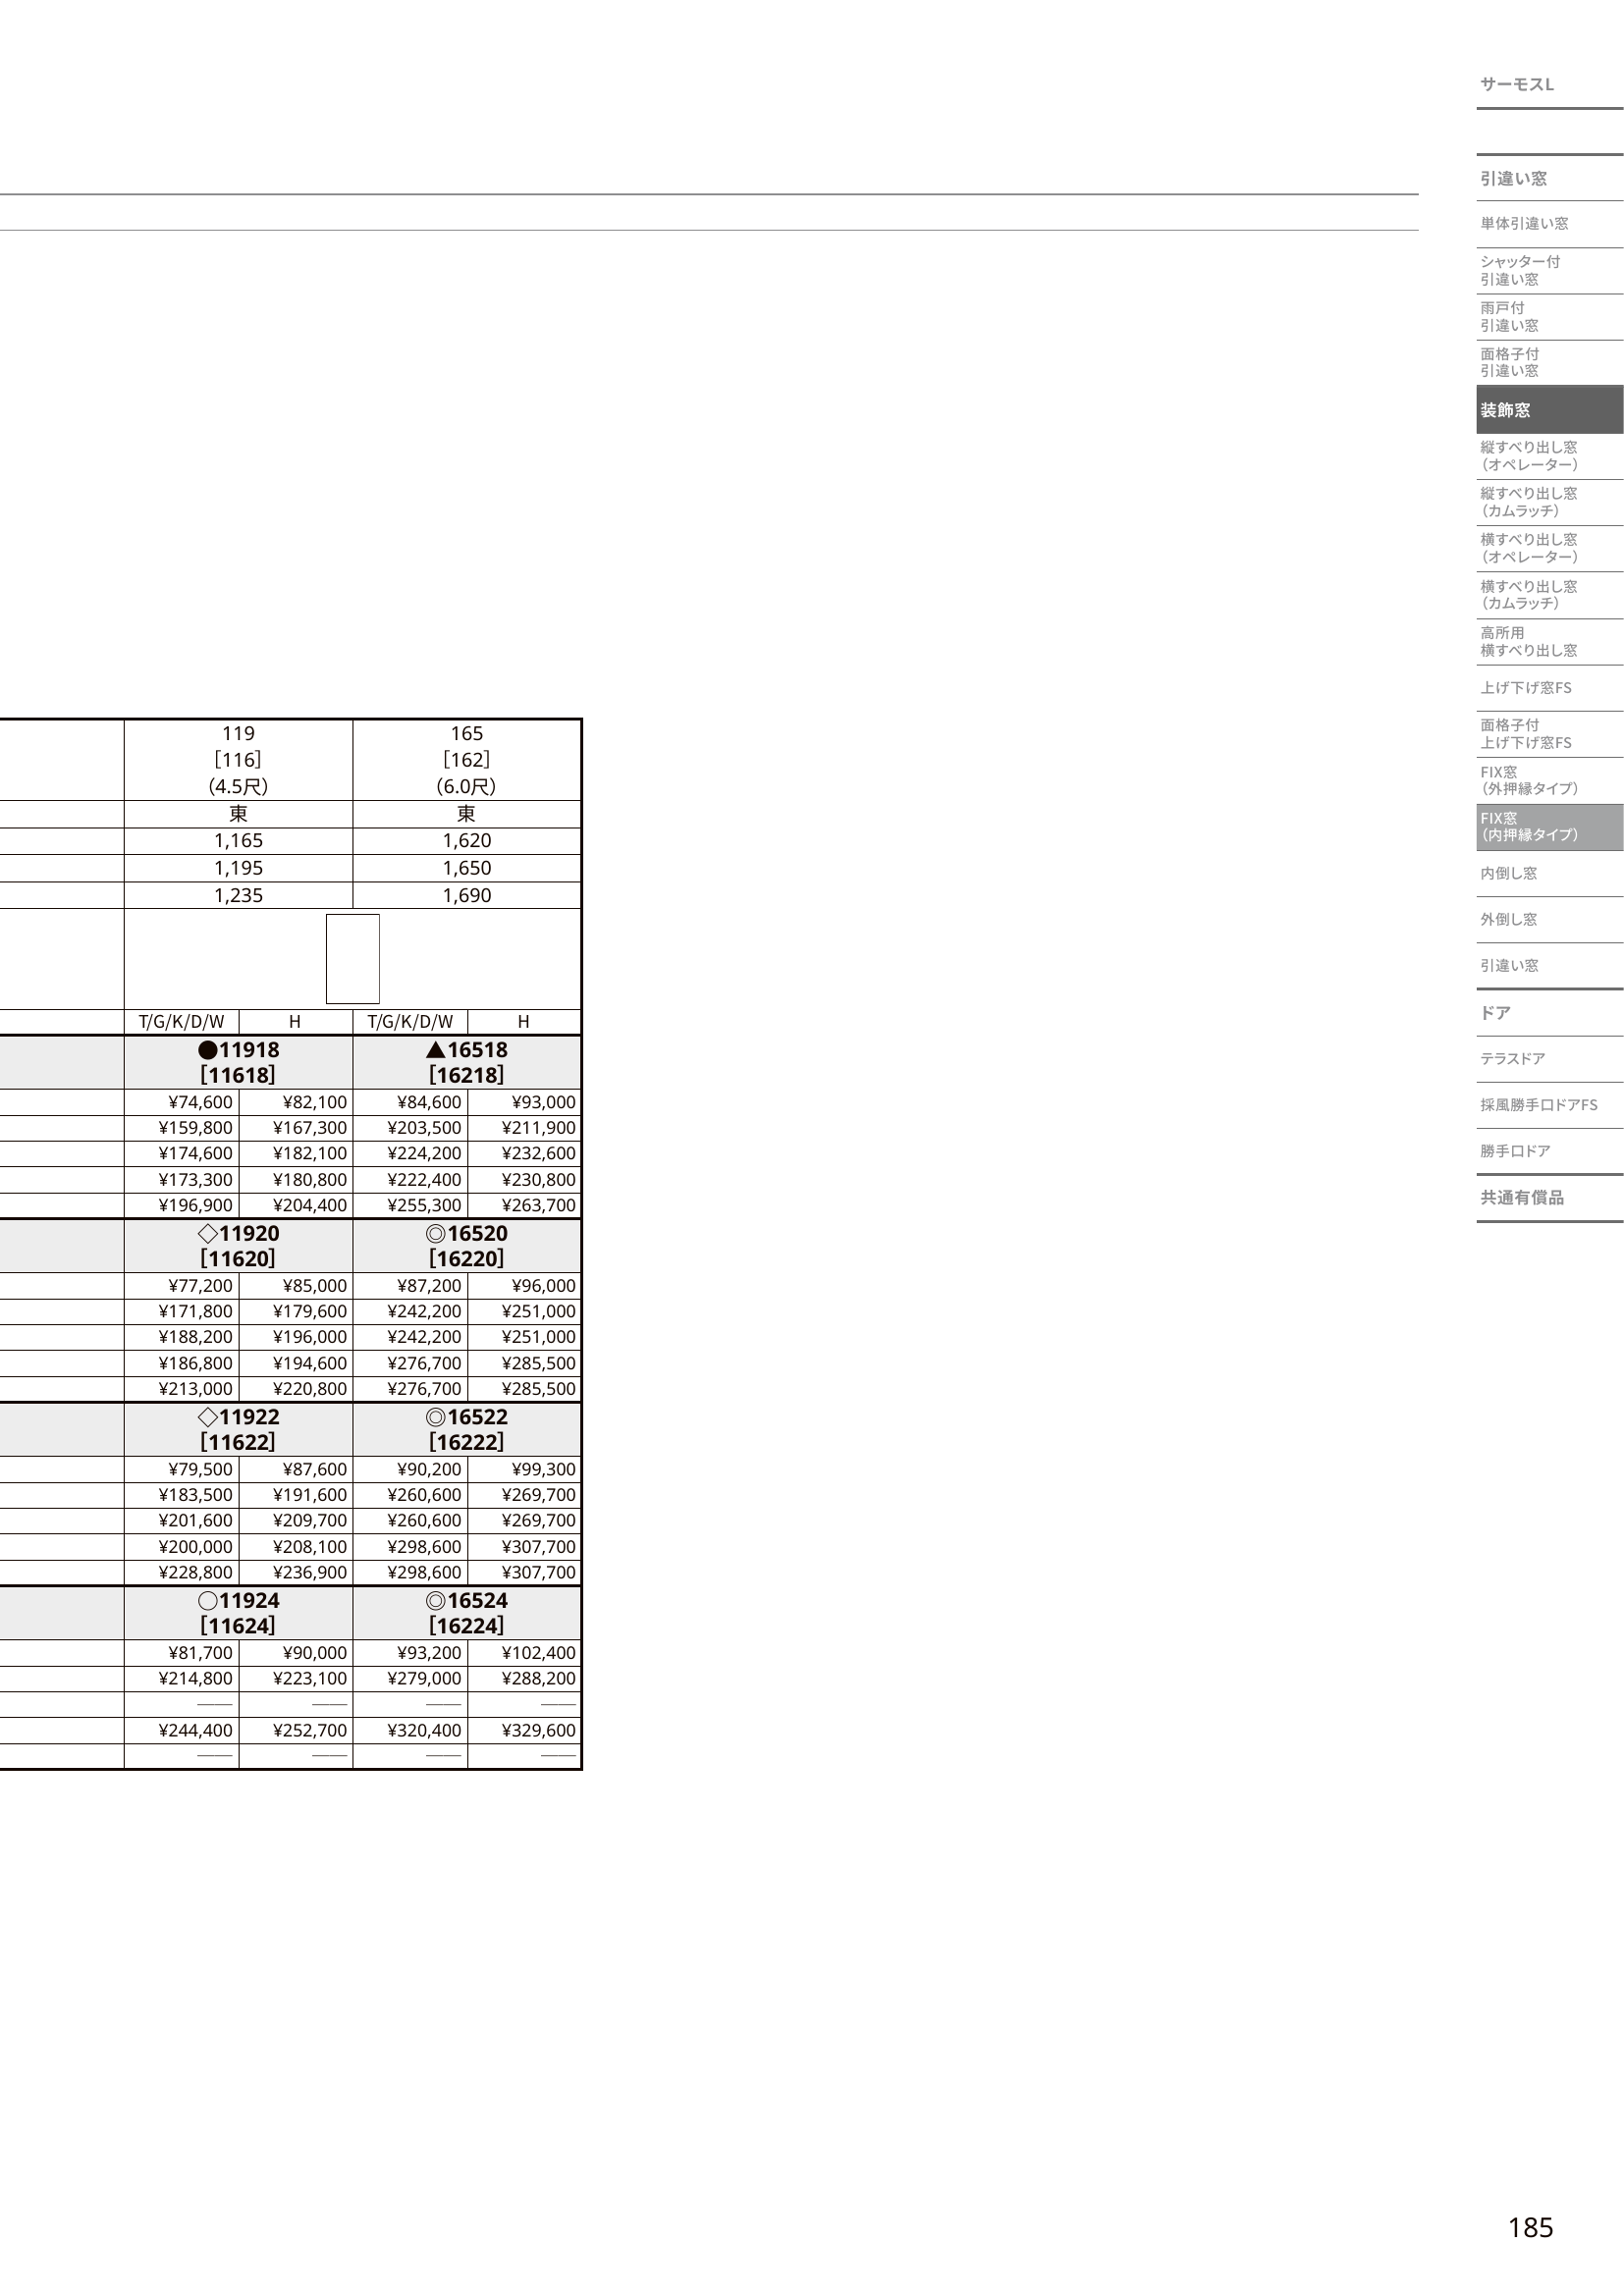 サーモスL
引違い窓
単体引違い窓
シャッター付
引違い窓
雨戸付
引違い窓
面格子付
引違い窓
装飾窓
縦すべり出し窓
（オペレーター）
縦すべり出し窓
（カムラッチ）
横すべり出し窓
（オペレーター）
横すべり出し窓
（カムラッチ）
高所用
横すべり出し窓
上げ下げ窓FS
面格子付
上げ下げ窓FS
FIX窓
（外押縁タイプ）
FIX窓
（内押縁タイプ）
内倒し窓
外倒し窓
引違い窓
ドア
テラスドア
採風勝手口ドアFS
勝手口ドア
共通有償品
119 165
［116］ ［162］
（4.5尺） （6.0尺）
東 東
1,165 1,620
1,195 1,650
1,235 1,690
T/G/K/D/W H T/G/K/D/W H
●11918 ▲16518
［11618］ ［16218］
¥74,600 ¥82,100 ¥84,600 ¥93,000
¥159,800 ¥167,300 ¥203,500 ¥211,900
¥174,600 ¥182,100 ¥224,200 ¥232,600
¥173,300 ¥180,800 ¥222,400 ¥230,800
¥196,900 ¥204,400 ¥255,300 ¥263,700
◇11920 ◎16520
［11620］ ［16220］
¥77,200 ¥85,000 ¥87,200 ¥96,000
¥171,800 ¥179,600 ¥242,200 ¥251,000
¥188,200 ¥196,000 ¥242,200 ¥251,000
¥186,800 ¥194,600 ¥276,700 ¥285,500
¥213,000 ¥220,800 ¥276,700 ¥285,500
◇11922 ◎16522
［11622］ ［16222］
¥79,500 ¥87,600 ¥90,200 ¥99,300
¥183,500 ¥191,600 ¥260,600 ¥269,700
¥201,600 ¥209,700 ¥260,600 ¥269,700
¥200,000 ¥208,100 ¥298,600 ¥307,700
¥228,800 ¥236,900 ¥298,600 ¥307,700
○11924 ◎16524
［11624］ ［16224］
¥81,700 ¥90,000 ¥93,200 ¥102,400
¥214,800 ¥223,100 ¥279,000 ¥288,200
—— —— —— ——
¥244,400 ¥252,700 ¥320,400 ¥329,600
—— —— —— ——
185